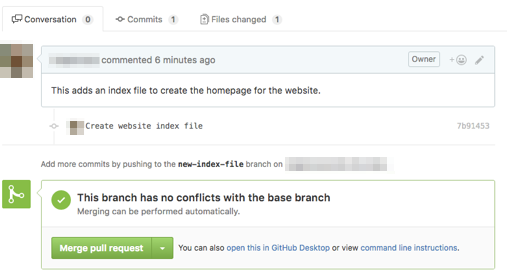 Conversation 0 Commits 1 Files changed 1
commented 6 minutes ago Owner
This adds an index file to create the homepage for the website.
Create website index file 7b91453
Add more commits by pushing to the new-index-file branch on
This branch has no conflicts with the base branch
Merging can be performed automatically.
Merge pull request You can also open this in GitHub Desktop or view command line instructions.